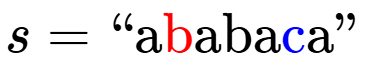 s = “ababaca”